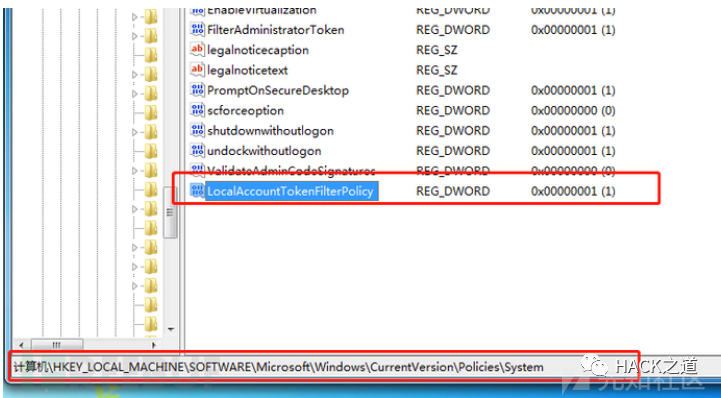 EnableVirtualization REG_DWORD 0x00000001 (1)
FilterAdministratorToken REG_DWORD 0x00000001 (1)
legalnoticecaption REG_SZ
legalnoticetext REG_SZ
PromptOnSecureDesktop REG_DWORD 0x00000001 (1)
scforceoption REG_DWORD 0x00000000 (0)
shutdownwithoutlogon REG_DWORD 0x00000001 (1)
undockwithoutlogon REG_DWORD 0x00000001 (1)
ValidateAdminCodeSignatures REG_DWORD 0x00000000 (0)
LocalAccountTokenFilterPolicy REG_DWORD 0x00000001 (1)
计算机\HKEY_LOCAL_MACHINE\SOFTWARE\Microsoft\Windows\CurrentVersion\Policies\System
HACK之道
先知社区